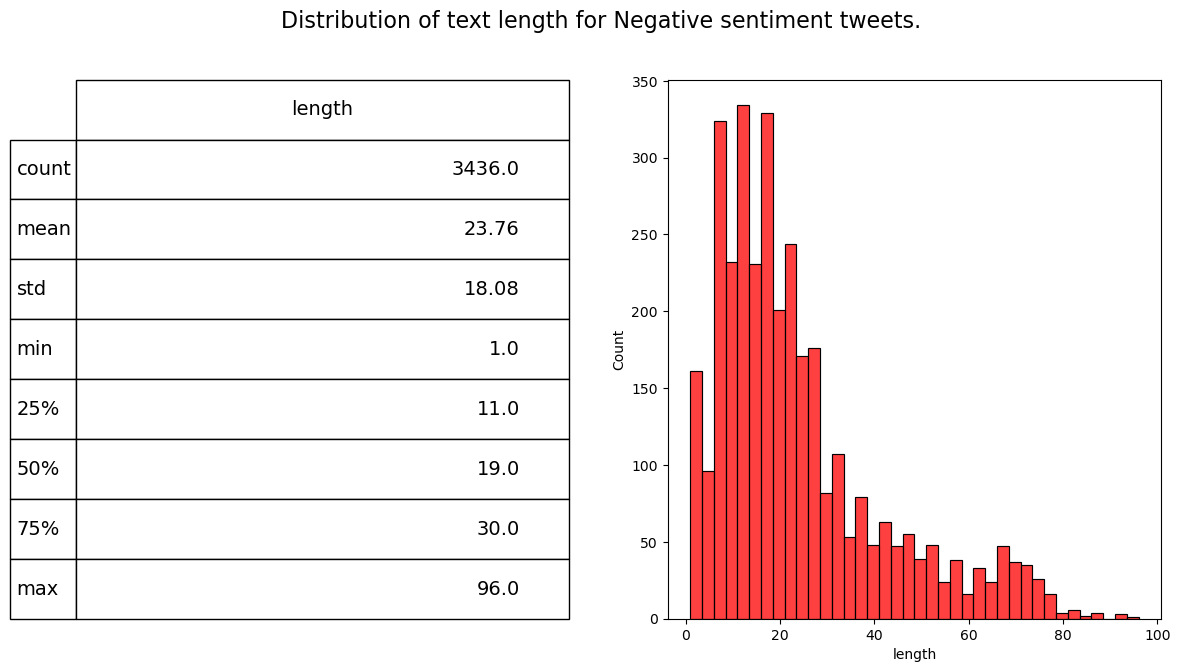 Distribution of text length for Negative sentiment tweets.
length
count 3436.0
mean 23.76
std 18.08
min 1.0
25% 11.0
50% 19.0
75% 30.0
max 96.0
350
300
250
200
150
100
50
0
Count
0 20 40 60 80 100
length